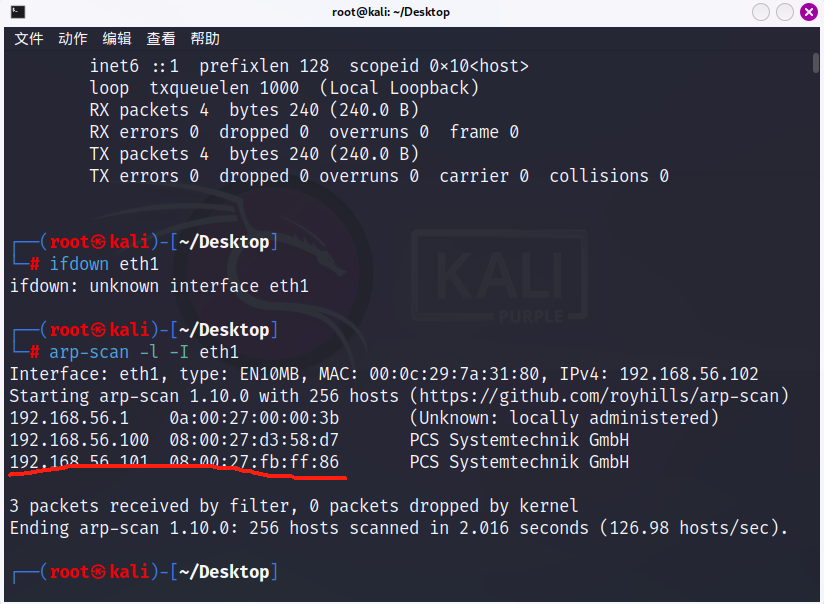 root@kali: ~/Desktop
文件 动作 编辑 查看 帮助
inet6 ::1 prefixlen 128 scopeid 0×10<host>
loop txqueuelen 1000 (Local Loopback)
RX packets 4 bytes 240 (240.0 B)
RX errors 0 dropped 0 overruns 0 frame 0
TX packets 4 bytes 240 (240.0 B)
TX errors 0 dropped 0 overruns 0 carrier 0 collisions 0
KALI
PURPLE
┌──(root㉿kali)-[~/Desktop]
└─# ifdown eth1
ifdown: unknown interface eth1
┌──(root㉿kali)-[~/Desktop]
└─# arp-scan -l -I eth1
Interface: eth1, type: EN10MB, MAC: 00:0c:29:7a:31:80, IPv4: 192.168.56.102
Starting arp-scan 1.10.0 with 256 hosts (https://github.com/royhills/arp-scan)
192.168.56.1 0a:00:27:00:00:3b (Unknown: locally administered)
192.168.56.100 08:00:27:d3:58:d7 PCS Systemtechnik GmbH
192.168.56.101 08:00:27:fb:ff:86 PCS Systemtechnik GmbH
3 packets received by filter, 0 packets dropped by kernel
Ending arp-scan 1.10.0: 256 hosts scanned in 2.016 seconds (126.98 hosts/sec).
┌──(root㉿kali)-[~/Desktop]